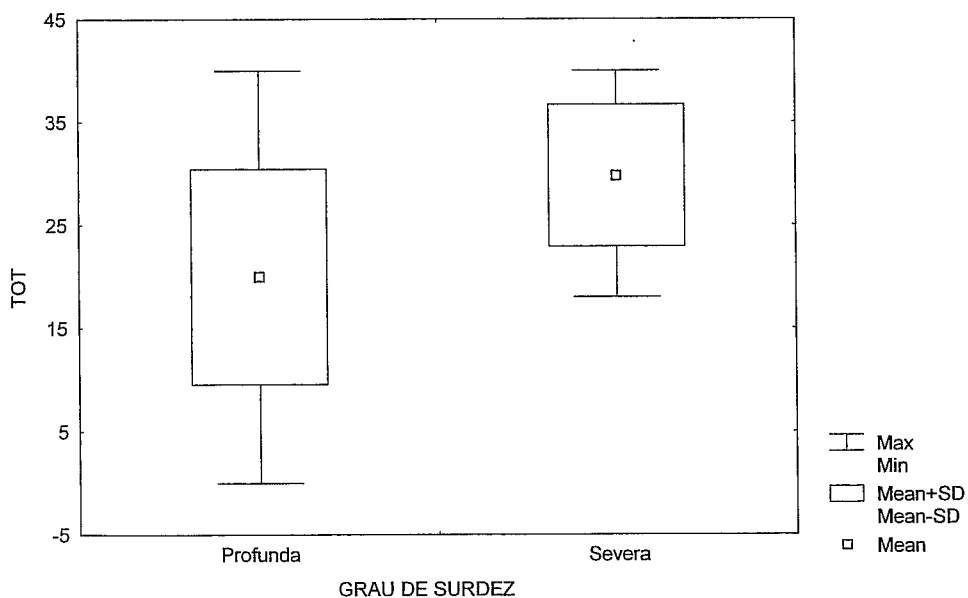 45
35
25
15
5
-5
TOT
Profunda
Severa
GRAU DE SURDEZ
Max
Min
Mean+SD
Mean-SD
Mean